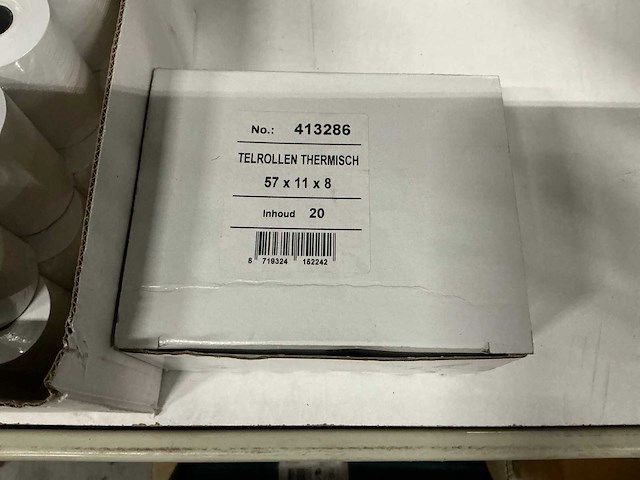 No.: 413286
TELROLLEN THERMISCH
57 x 11 x 8
Inhoud 20
8 719324 152242